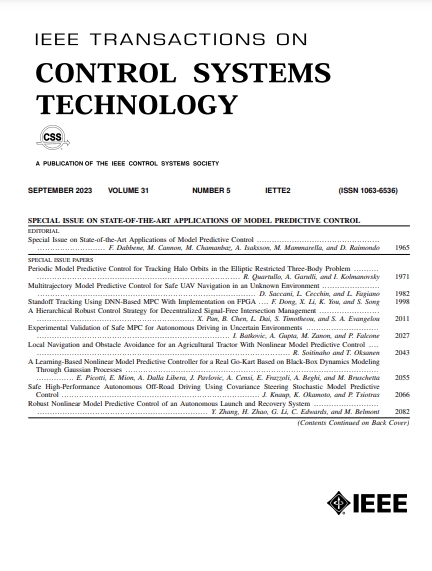 IEEE TRANSACTIONS ON
CONTROL SYSTEMS
TECHNOLOGY
CSS
A PUBLICATION OF THE IEEE CONTROL SYSTEMS SOCIETY
SEPTEMBER 2023 VOLUME 31 NUMBER 5 IETTE2 (ISSN 1063-6536)
SPECIAL ISSUE ON STATE-OF-THE-ART APPLICATIONS OF MODEL PREDICTIVE CONTROL
EDITORIAL
Special Issue on State-of-the-Art Applications of Model Predictive Control
F. Dabbene, M. Cannon, M. Chamanbaz, A. Isaksson, M. Mammarella, and D. Raimondo 1965
SPECIAL ISSUE PAPERS
Periodic Model Predictive Control for Tracking Halo Orbits in the Elliptic Restricted Three-Body Problem
R. Quartullo, A. Garulli, and I. Kolmanovsky 1971
Multitrajectory Model Predictive Control for Safe UAV Navigation in an Unknown Environment
D. Saccani, L. Cecchin, and L. Fagiano 1982
Standoff Tracking Using DNN-Based MPC With Implementation on FPGA ... F. Dong, X. Li, K. You, and S. Song 1998
A Hierarchical Robust Control Strategy for Decentralized Signal-Free Intersection Management
X. Pan, B. Chen, L. Dai, S. Timotheou, and S. A. Evangelou 2011
Experimental Validation of Safe MPC for Autonomous Driving in Uncertain Environments
I. Batkovic, A. Gupta, M. Zanon, and P. Falcone 2027
Local Navigation and Obstacle Avoidance for an Agricultural Tractor With Nonlinear Model Predictive Control
R. Soitinaho and T. Oksanen 2043
A Learning-Based Nonlinear Model Predictive Controller for a Real Go-Kart Based on Black-Box Dynamics Modeling
Through Gaussian Processes
E. Picotti, E. Mion, A. Dalla Libera, J. Pavlovic, A. Censi, E. Frazzoli, A. Beghi, and M. Bruschetta 2055
Safe High-Performance Autonomous Off-Road Driving Using Covariance Steering Stochastic Model Predictive
Control ... J. Knaup, K. Okamoto, and P. Tsiotras 2066
Robust Nonlinear Model Predictive Control of an Autonomous Launch and Recovery System
Y. Zhang, H. Zhao, G. Li, C. Edwards, and M. Belmont 2082
(Contents Continued on Back Cover)
IEEE